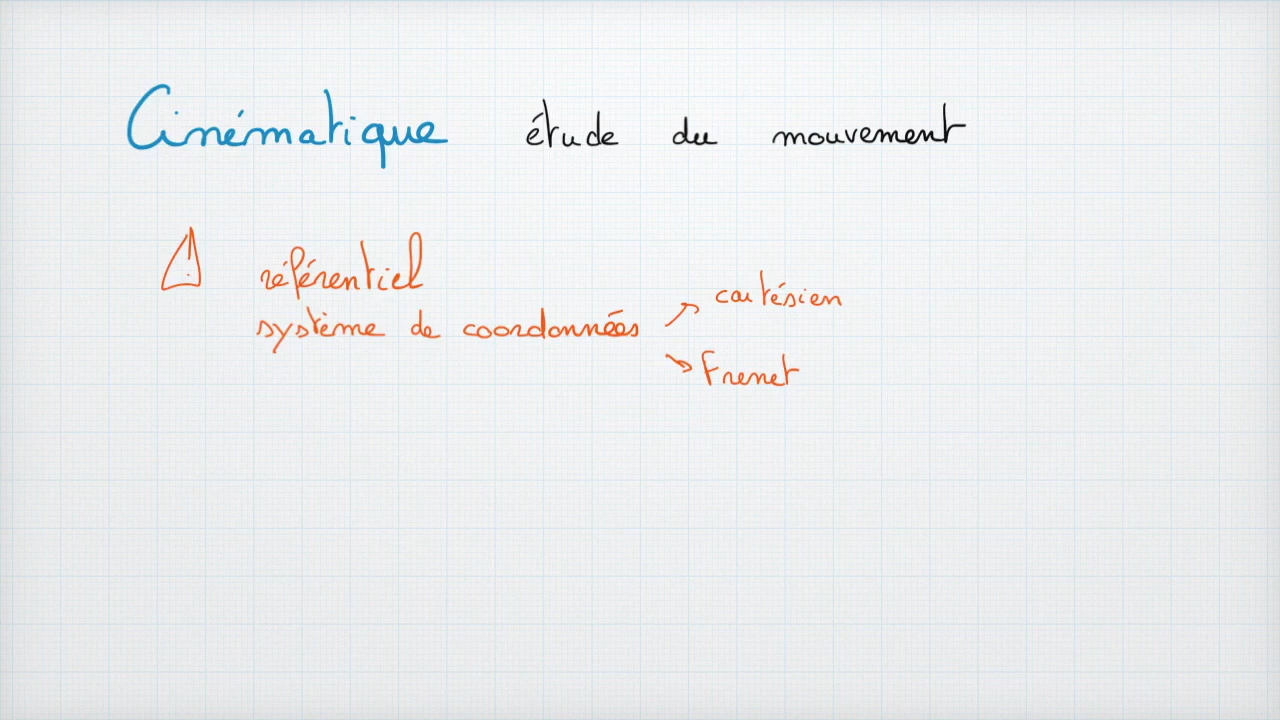 Cinématique étude du mouvement
référentiel
système de coordonnées
cartésien
Frenet